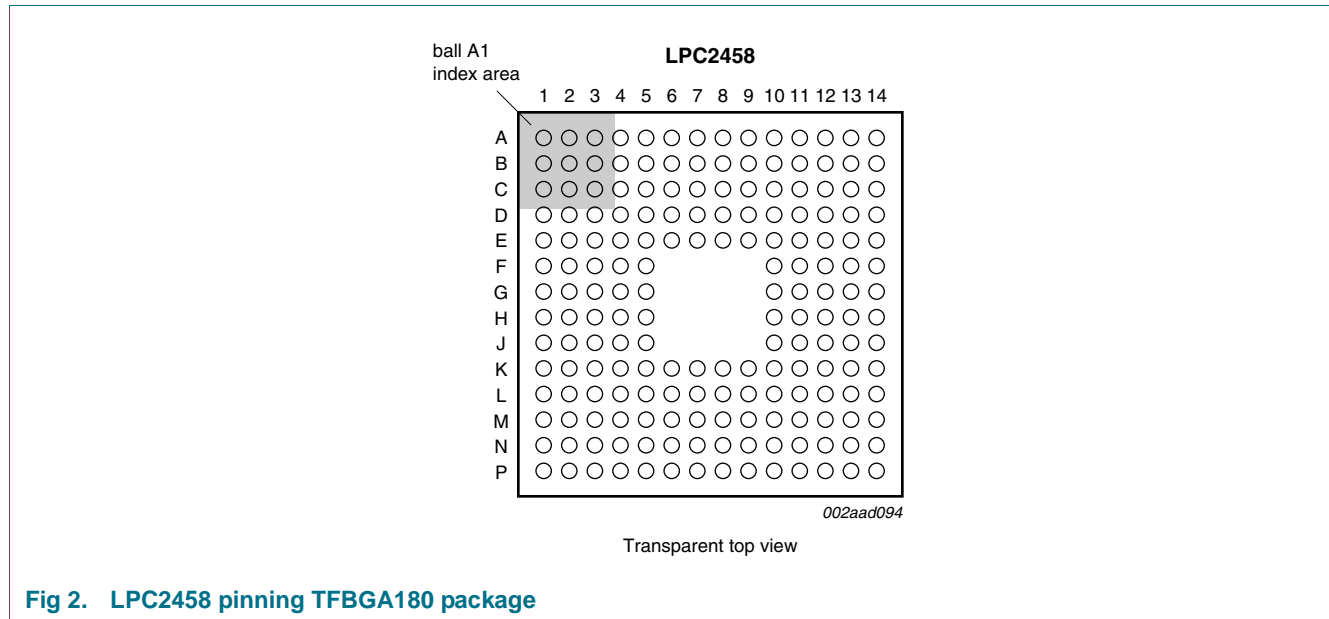 ball A1
index area
LPC2458
1 2 3 4 5 6 7 8 9 10 11 12 13 14
A
B
C
D
E
F
G
H
J
K
L
M
N
P
002aad094
Transparent top view
Fig 2. LPC2458 pinning TFBGA180 package